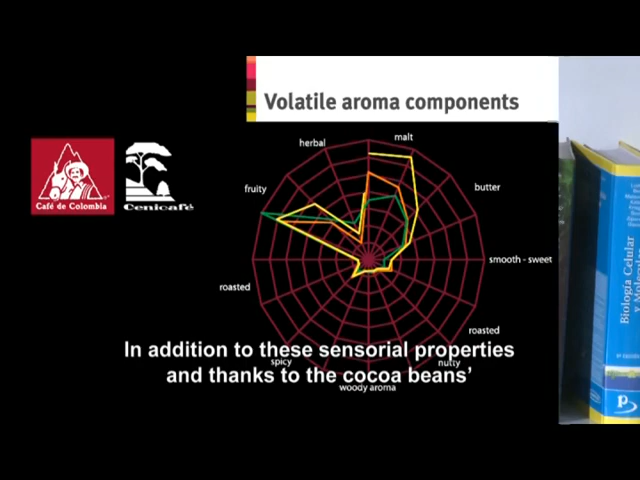 Volatile aroma components
malt
herbal
butter
fruity
Café de Colombia
Cenicafé
smooth - sweet
roasted
roasted
In addition to these sensorial properties
spicy
nutty
and thanks to the cocoa beans'
woody aroma
Biología Celular
y Molecular